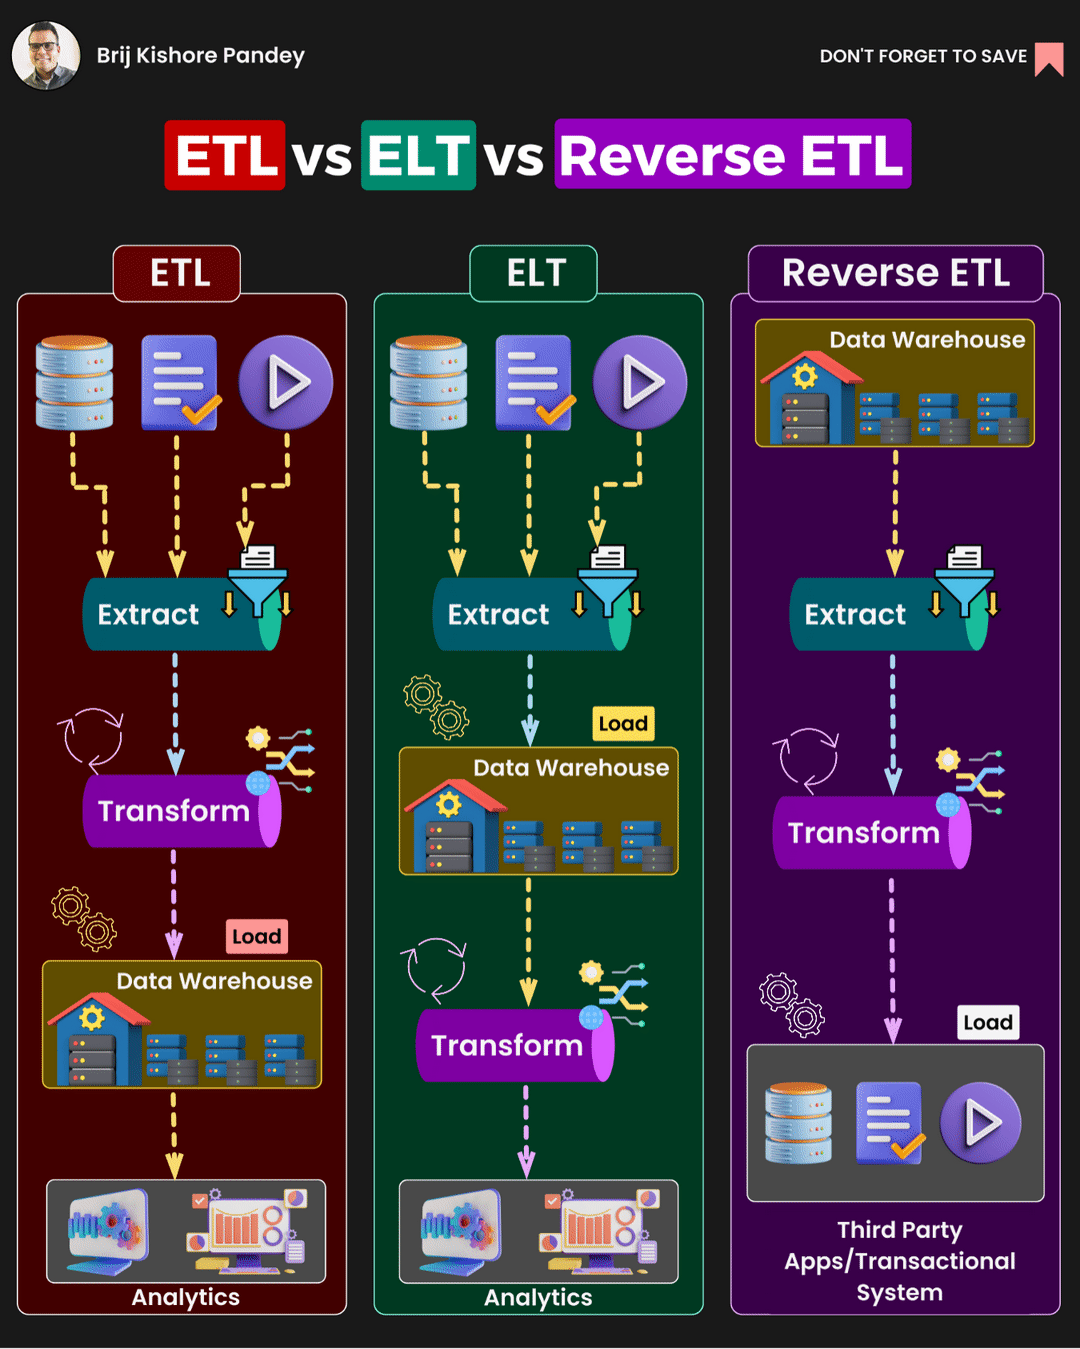 Brij Kishore Pandey
DON'T FORGET TO SAVE
ETL vs ELT vs Reverse ETL
ETL
Extract
Transform
Load
Data Warehouse
Analytics
ELT
Extract
Load
Data Warehouse
Transform
Analytics
Reverse ETL
Data Warehouse
Extract
Transform
Load
Third Party
Apps/Transactional
System